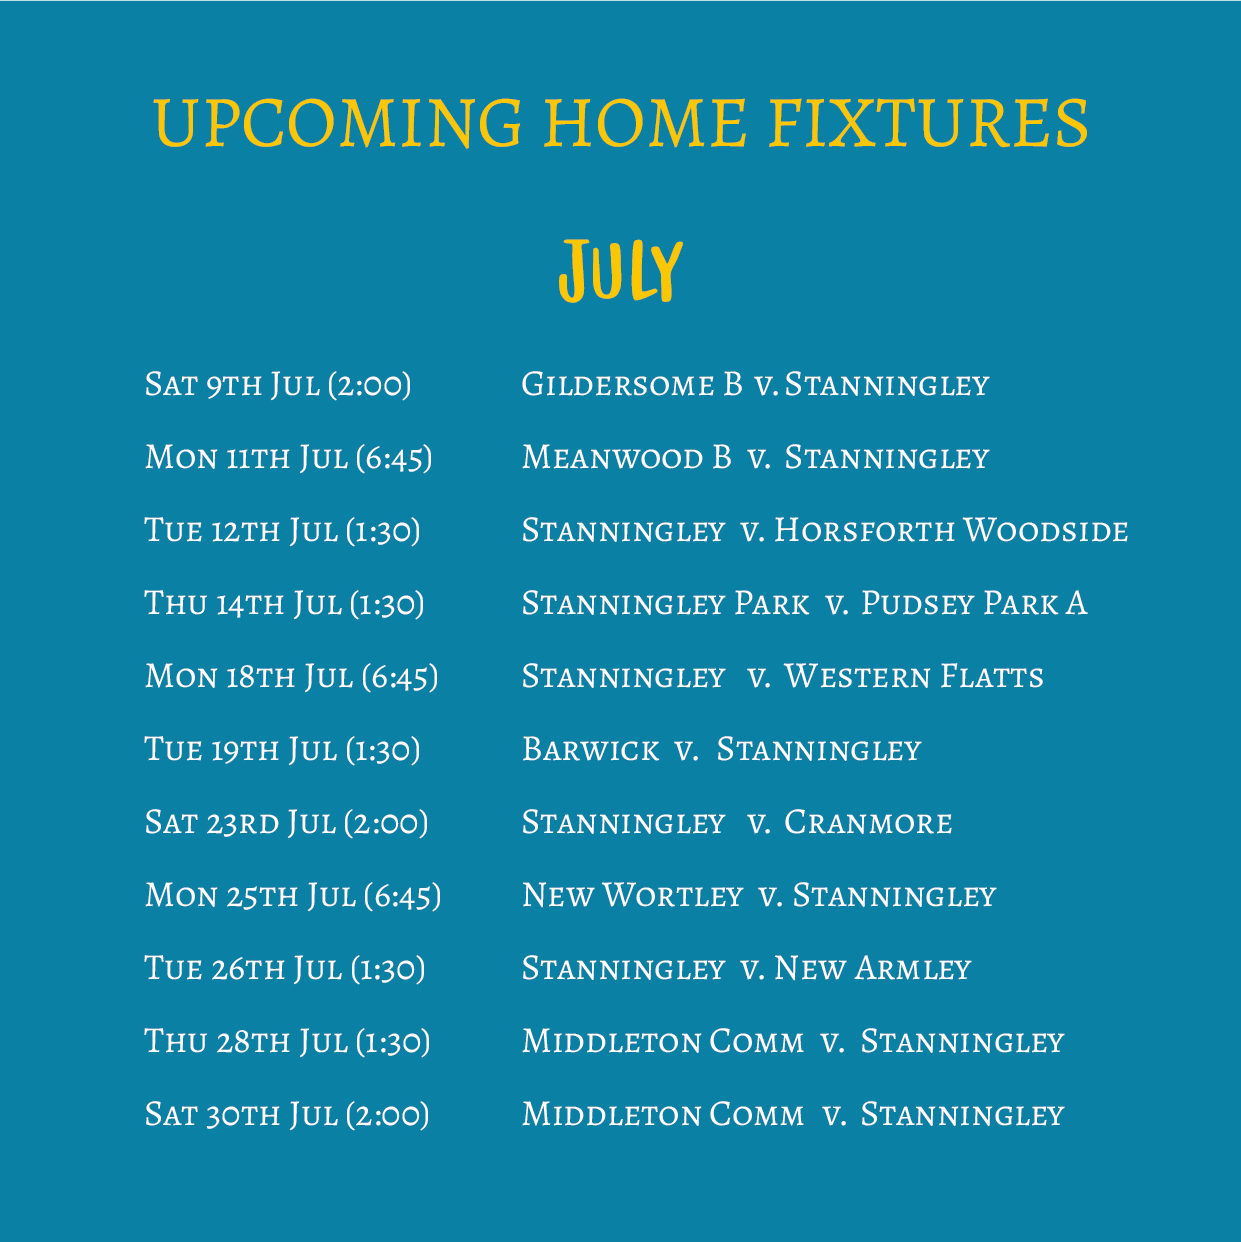 UPCOMING HOME FIXTURES
JULY
Sat 9th Jul (2:00) Gildersome B v. Stanningley
Mon 11th Jul (6:45) Meanwood B v. Stanningley
Tue 12th Jul (1:30) Stanningley v. Horsforth Woodside
Thu 14th Jul (1:30) Stanningley Park v. Pudsey Park A
Mon 18th Jul (6:45) Stanningley v. Western Flatts
Tue 19th Jul (1:30) Barwick v. Stanningley
Sat 23rd Jul (2:00) Stanningley v. Cranmore
Mon 25th Jul (6:45) New Wortley v. Stanningley
Tue 26th Jul (1:30) Stanningley v. New Armley
Thu 28th Jul (1:30) Middleton Comm v. Stanningley
Sat 30th Jul (2:00) Middleton Comm v. Stanningley